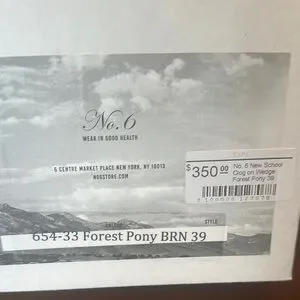 No.6
WEAR IN GOOD HEALTH
6 CENTRE MARKET PLACE NEW YORK, NY 10013
NO6STORE.COM
$350.00
No. 6 New School
Clog on Wedge
Forest Pony 39
STYLE
654-33 Forest Pony BRN 39